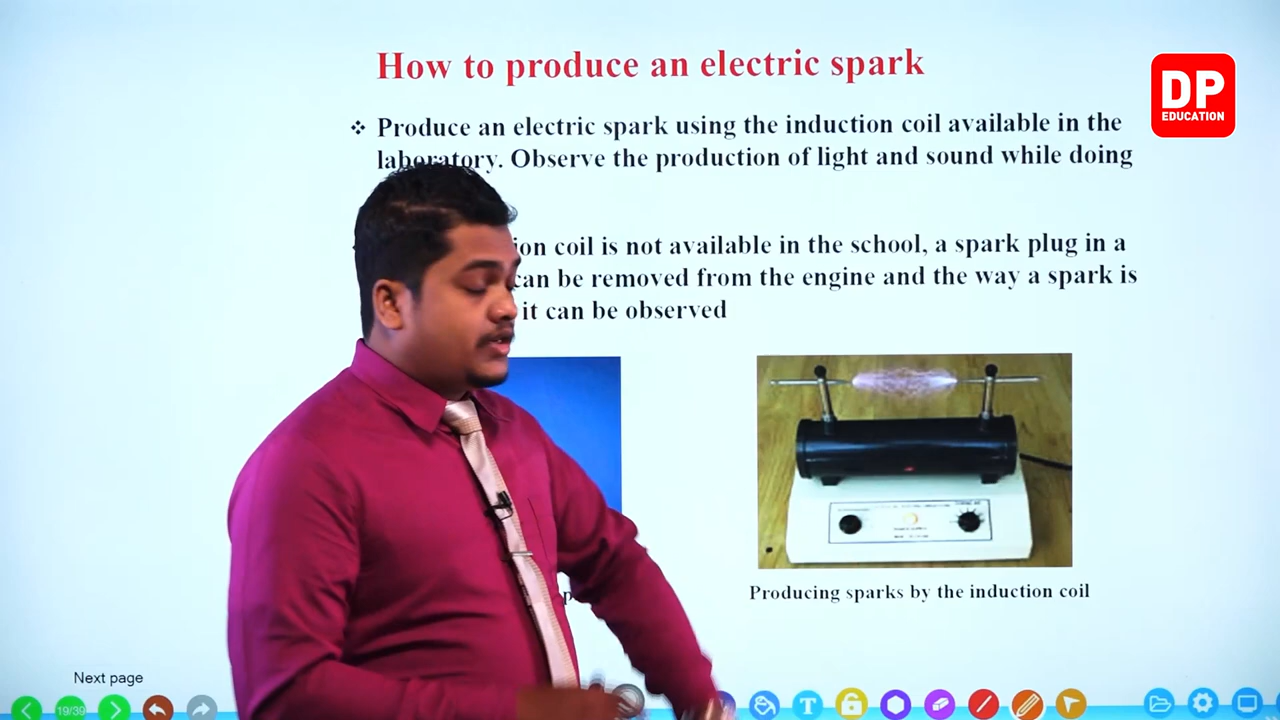 How to produce an electric spark
DP
EDUCATION
❖ Produce an electric spark using the induction coil available in the
laboratory. Observe the production of light and sound while doing
ion coil is not available in the school, a spark plug in a
can be removed from the engine and the way a spark is
it can be observed
Producing sparks by the induction coil
Next page
19/39
T